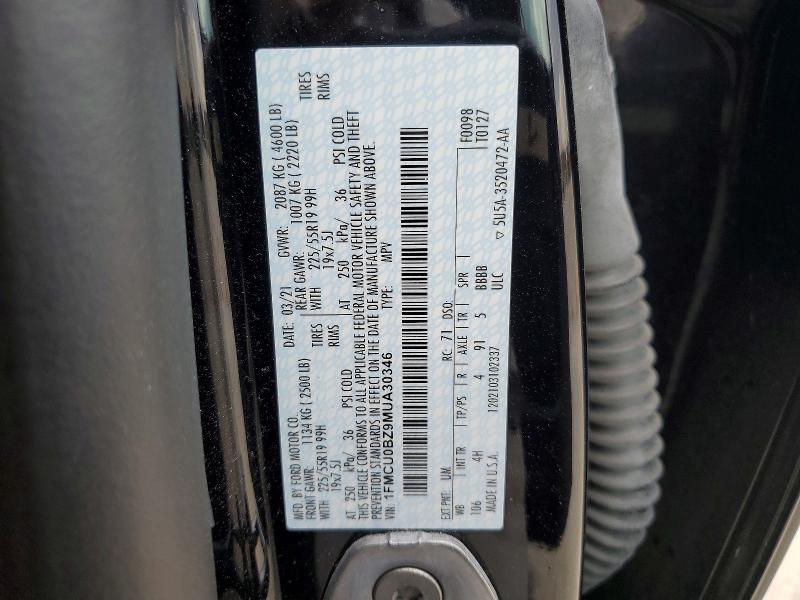 MFD. BY FORD MOTOR CO.
DATE: 03/21 GVWR: 2087 KG ( 4600 LB)
FRONT GAWR: 1134 KG ( 2500 LB) REAR GAWR: 1007 KG ( 2220 LB)
WITH 225/55R19 99H TIRES WITH 225/55R19 99H TIRES
19x7.5J RIMS 19x7.5J RIMS
AT 250 kPa/ 36 PSI COLD AT 250 kPa/ 36 PSI COLD
THIS VEHICLE CONFORMS TO ALL APPLICABLE FEDERAL MOTOR VEHICLE SAFETY AND THEFT
PREVENTION STANDARDS IN EFFECT ON THE DATE OF MANUFACTURE SHOWN ABOVE.
VIN: 1FMCU0BZ9MUA30346 TYPE: MPV
F0098
T0127
EXT PNT: UM RC: 71 DSO:
WB INT TR TP/PS R AXLE TR SPR
106 4H 4 91 5 BBBB
ULC
MADE IN U.S.A. 1202103102337 ▽ 5U5A-3520472-AA